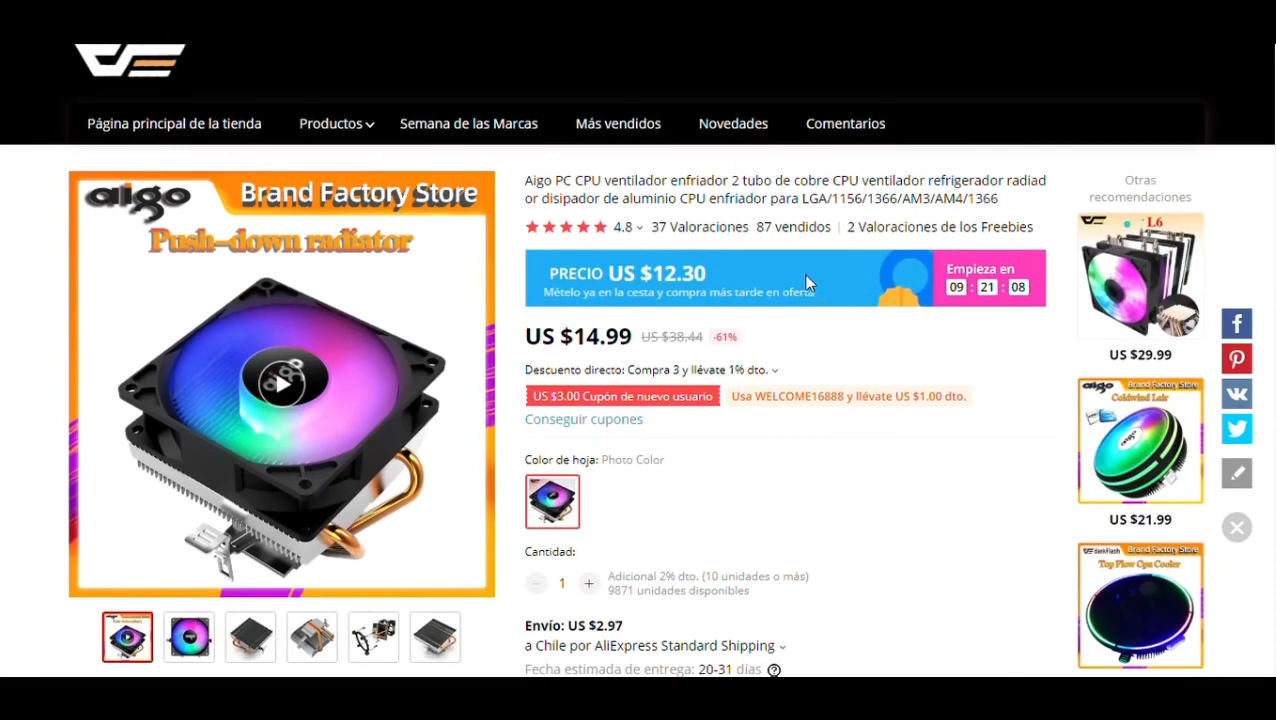 Página principal de la tienda
Productos
Semana de las Marcas
Más vendidos
Novedades
Comentarios
aigo
Brand Factory Store
Push-down radiator
aigo
Aigo PC CPU ventilador enfriador 2 tubo de cobre CPU ventilador refrigerador radiad
or disipador de aluminio CPU enfriador para LGA/1156/1366/AM3/AM4/1366
4.8
37 Valoraciones
87 vendidos
2 Valoraciones de los Freebies
PRECIO US $12.30
Mételo ya en la cesta y compra más tarde en oferta
Empieza en
09 : 21 : 08
US $14.99
US $38.44
-61%
Descuento directo: Compra 3 y llévate 1% dto.
US $3.00 Cupón de nuevo usuario
Usa WELCOME16888 y llévate US $1.00 dto.
Conseguir cupones
Color de hoja: Photo Color
Cantidad:
1
Adicional 2% dto. (10 unidades o más)
9871 unidades disponibles
Envío: US $2.97
a Chile por AliExpress Standard Shipping
Fecha estimada de entrega: 20-31 días
Otras
recomendaciones
L6
US $29.99
aigo
Brand Factory Store
Coldwind Lair
aigo
US $21.99
darkFlash
Brand Factory Store
Top Flow Cpu Cooler